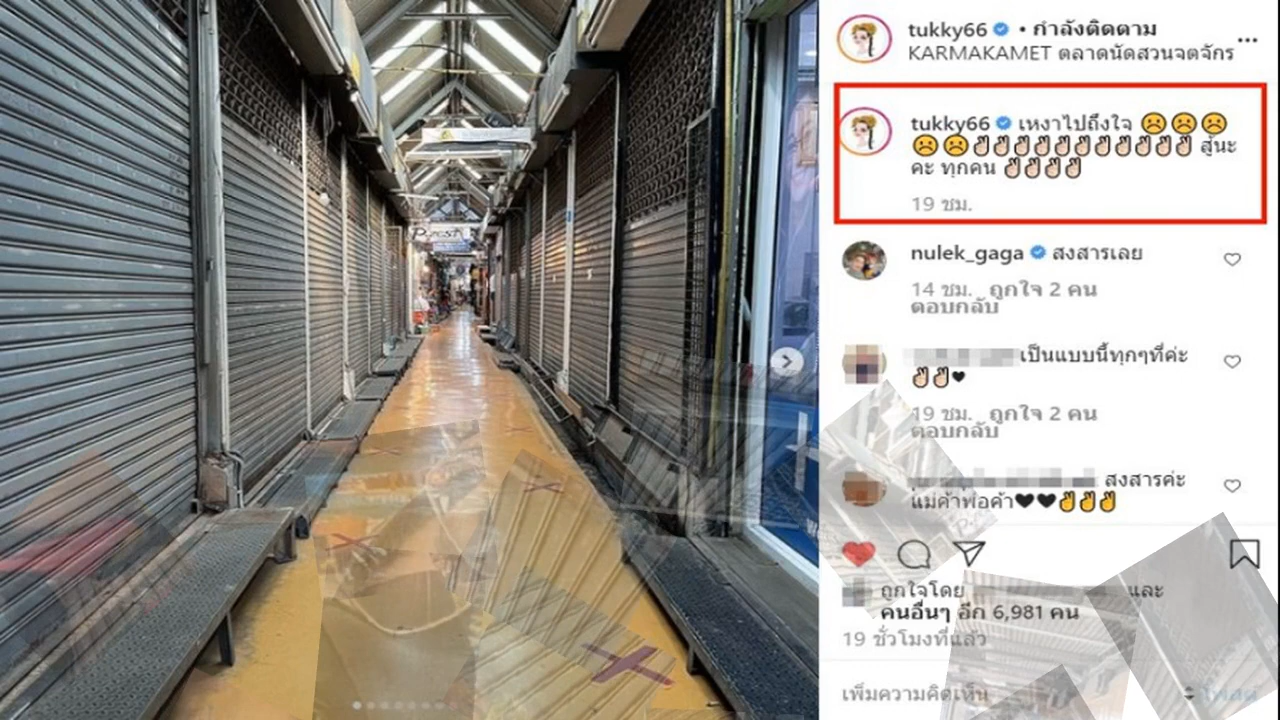 tukky66 • กำลังติดตาม
KARMAKAMET ตลาดนัดสวนจตุจักร
tukky66 เหงาไปถึงใจ ☹️☹️☹️
☹️☹️✌🏻✌🏻✌🏻✌🏻✌🏻✌🏻✌🏻✌🏻✌🏻✌🏻✌🏻 สู้นะ
คะ ทุกคน ✌🏻✌🏻✌🏻✌🏻
19 ชม.
nulek_gaga สงสารเลย
14 ชม. ถูกใจ 2 คน
ตอบกลับ
เป็นแบบนี้ทุกๆที่ค่ะ
✌🏻✌🏻🖤
19 ชม. ถูกใจ 2 คน
ตอบกลับ
สงสารค่ะ
แม่ค้าพ่อค้า🖤🖤✌️✌️✌️
ถูกใจโดย และ
คนอื่นๆ อีก 6,981 คน
19 ชั่วโมงที่แล้ว
เพิ่มความคิดเห็น
โพสต์